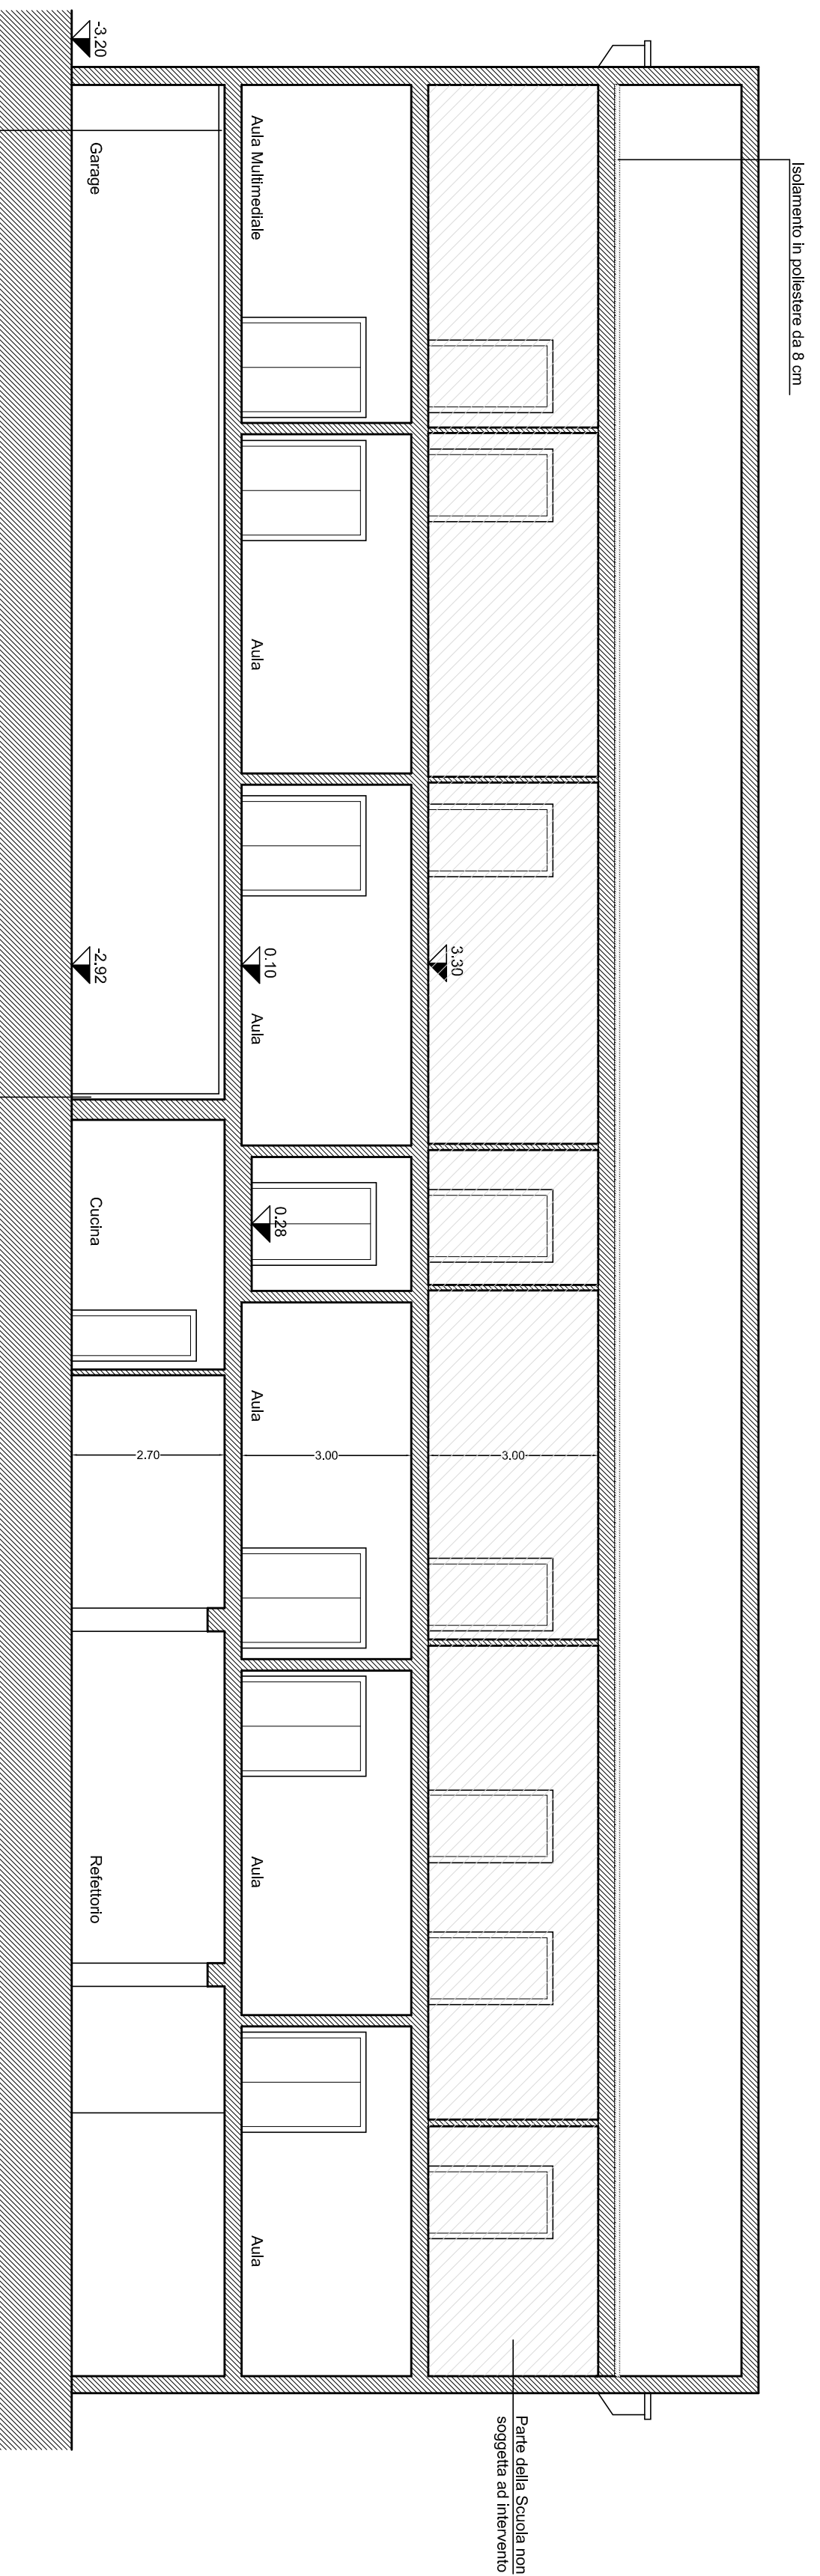 Isolamento in poliestere da 8 cm
3.30
3.00
Parte della Scuola non
soggetta ad intervento
Aula Multimediale
Aula
0.10
Aula
0.28
Aula
3.00
Aula
Aula
-3.20
Garage
-2.92
Cucina
2.70
Refettorio